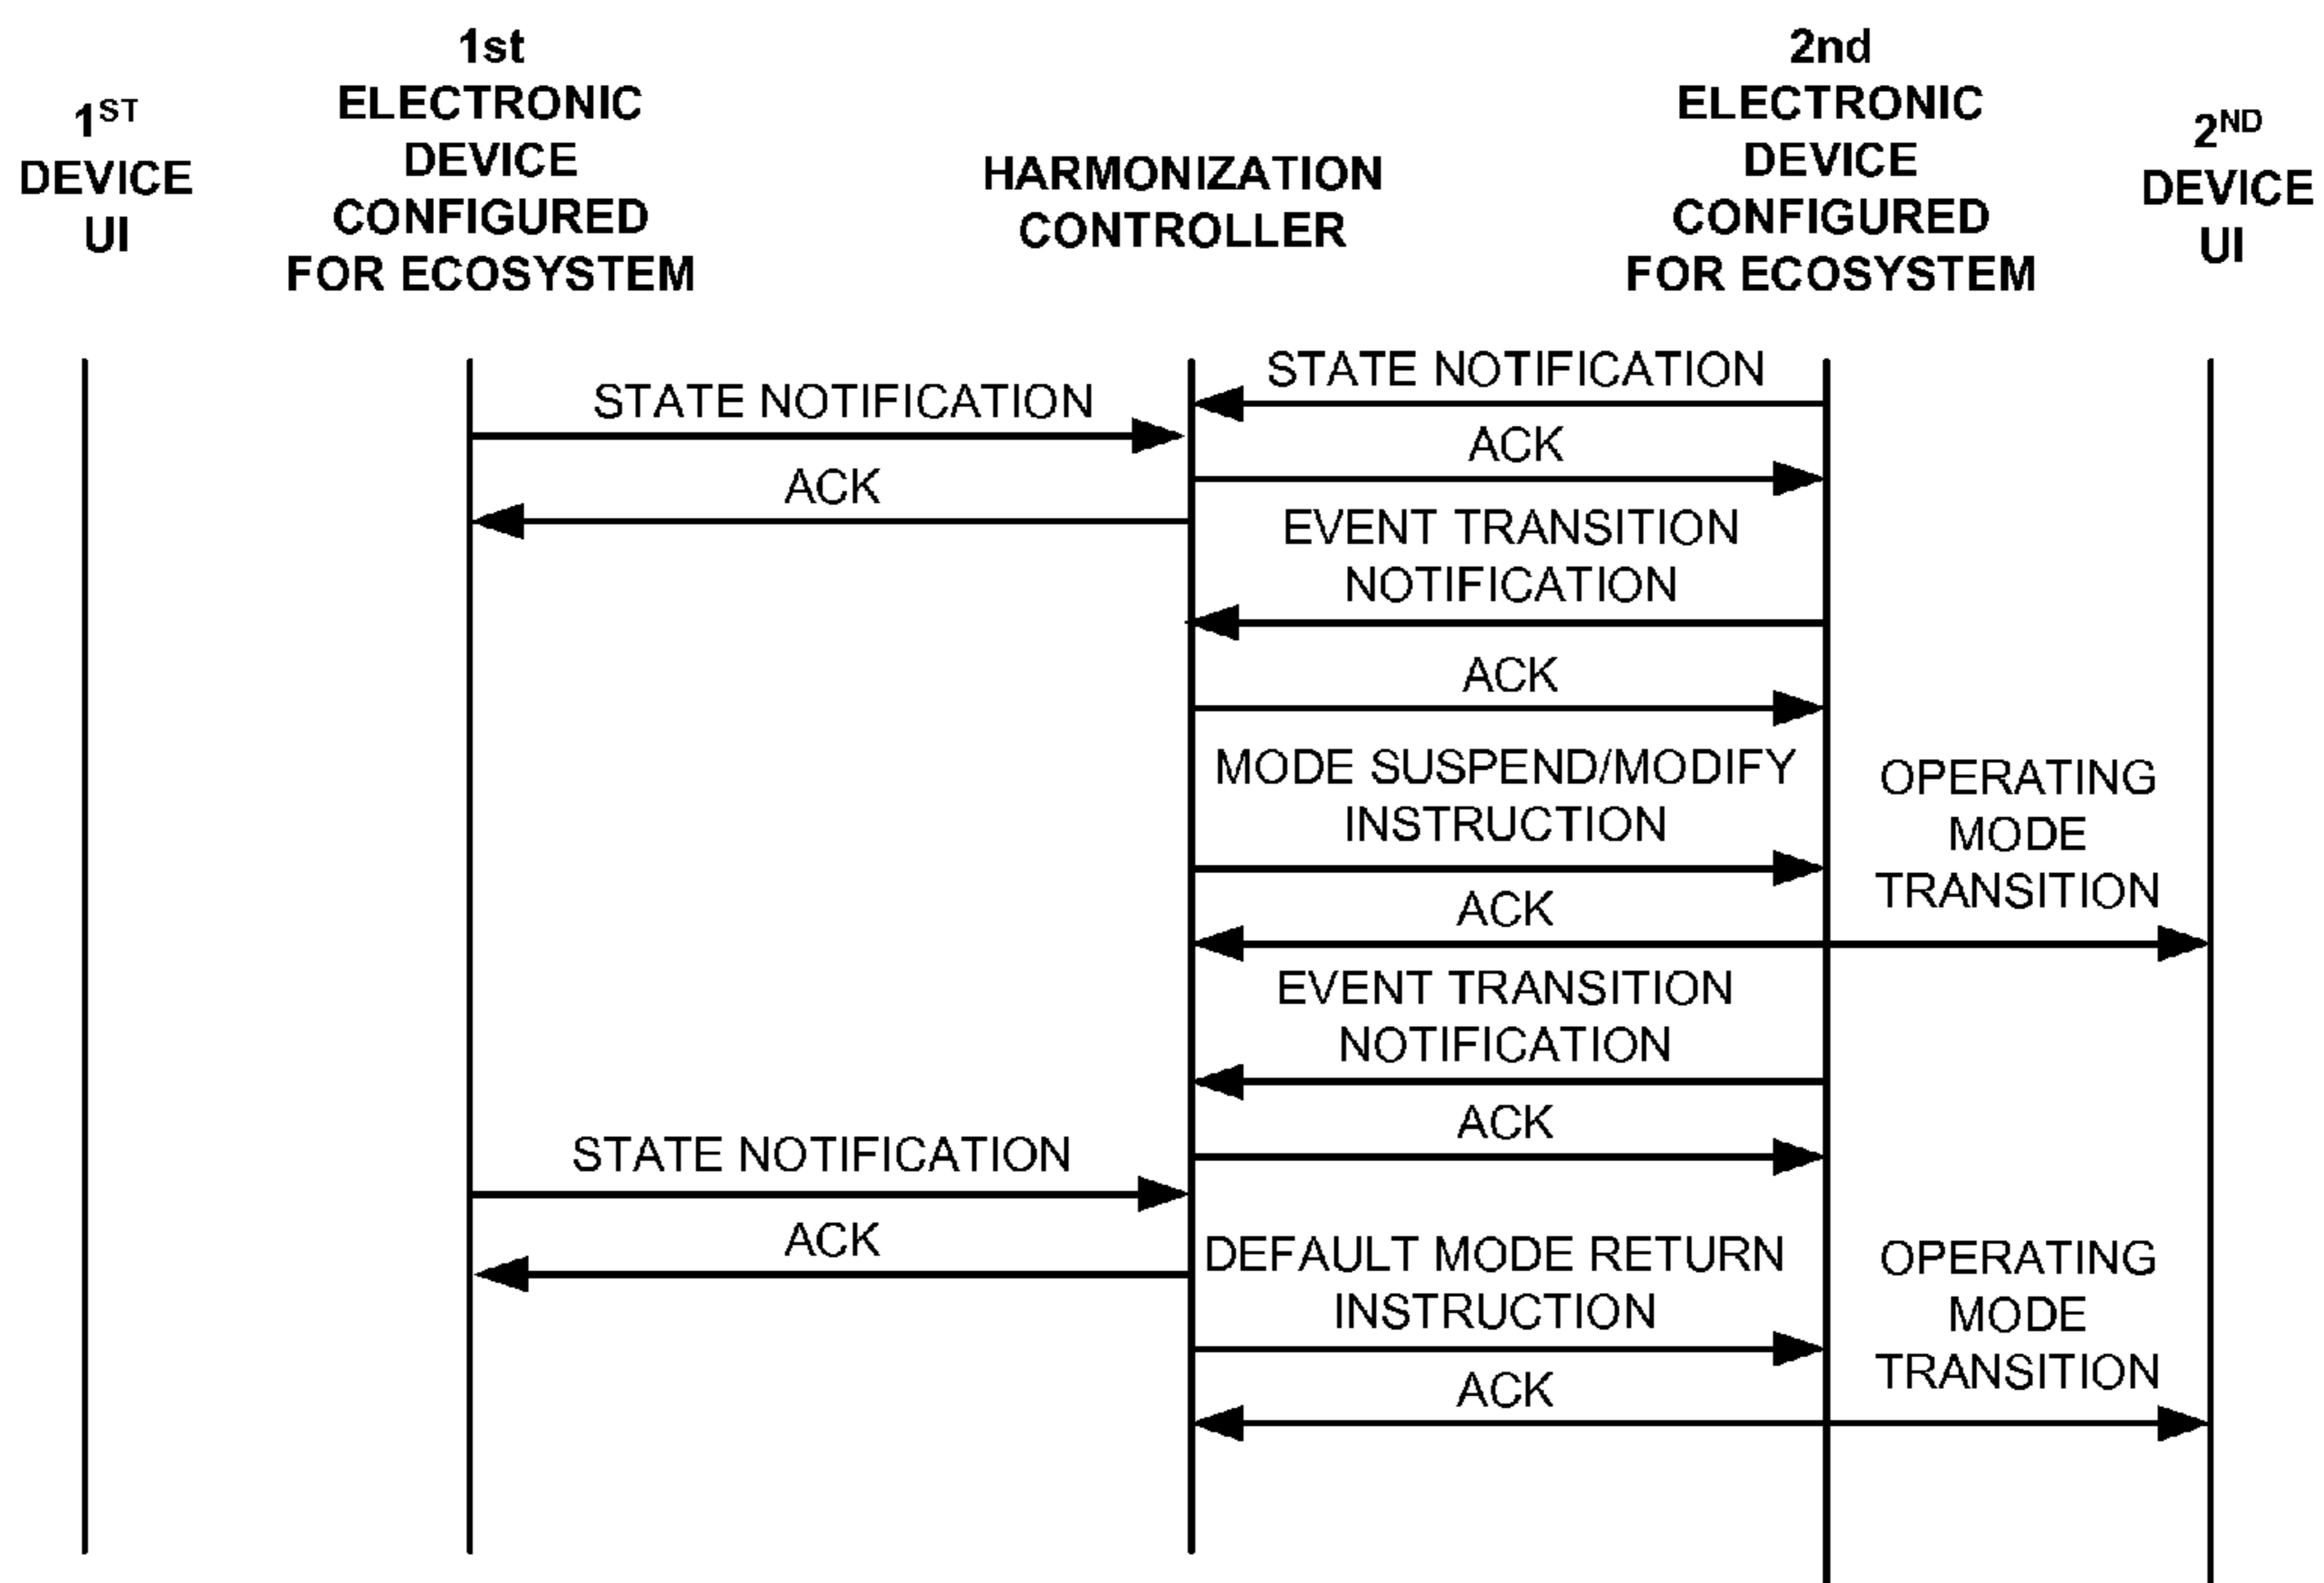 1ST
DEVICE
UI
1st
ELECTRONIC
DEVICE
CONFIGURED
FOR ECOSYSTEM
HARMONIZATION
CONTROLLER
2nd
ELECTRONIC
DEVICE
CONFIGURED
FOR ECOSYSTEM
2ND
DEVICE
UI
STATE NOTIFICATION
STATE NOTIFICATION
ACK
ACK
EVENT TRANSITION
NOTIFICATION
ACK
MODE SUSPEND/MODIFY
INSTRUCTION
OPERATING
MODE
TRANSITION
ACK
EVENT TRANSITION
NOTIFICATION
ACK
STATE NOTIFICATION
ACK
DEFAULT MODE RETURN
INSTRUCTION
OPERATING
MODE
TRANSITION
ACK